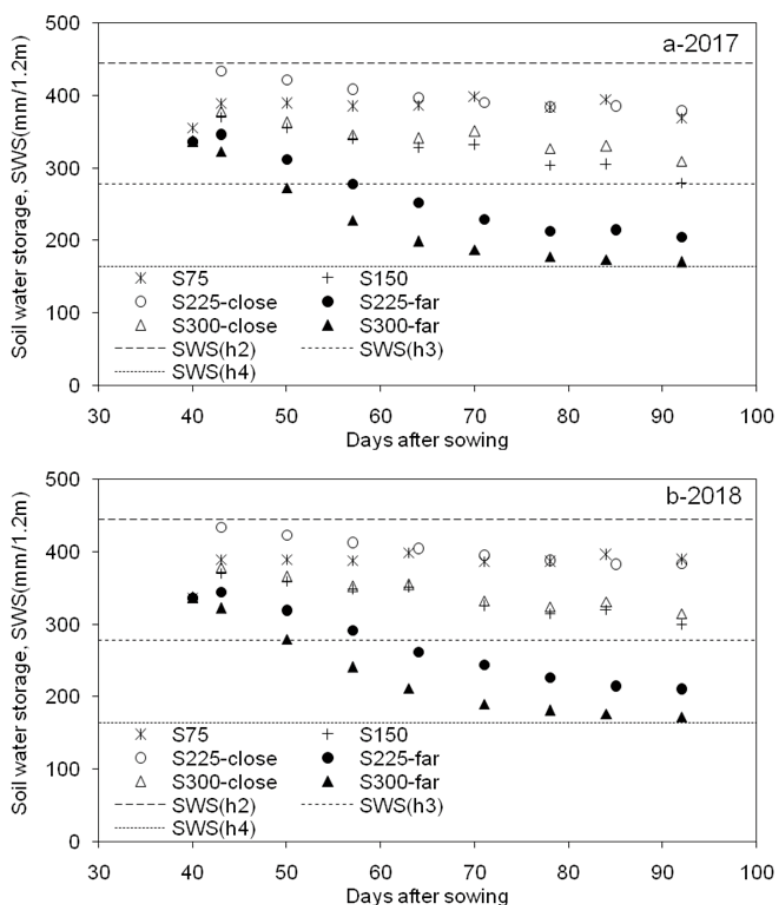 500
a-2017
400
300
200
100
0
Soil water storage, SWS(mm/1.2m)
S75 S150
S225-close S225-far
S300-close S300-far
SWS(h2) SWS(h3)
SWS(h4)
30 40 50 60 70 80 90 100
Days after sowing
500
b-2018
400
300
200
100
0
Soil water storage, SWS(mm/1.2m)
S75 S150
S225-close S225-far
S300-close S300-far
SWS(h2) SWS(h3)
SWS(h4)
30 40 50 60 70 80 90 100
Days after sowing